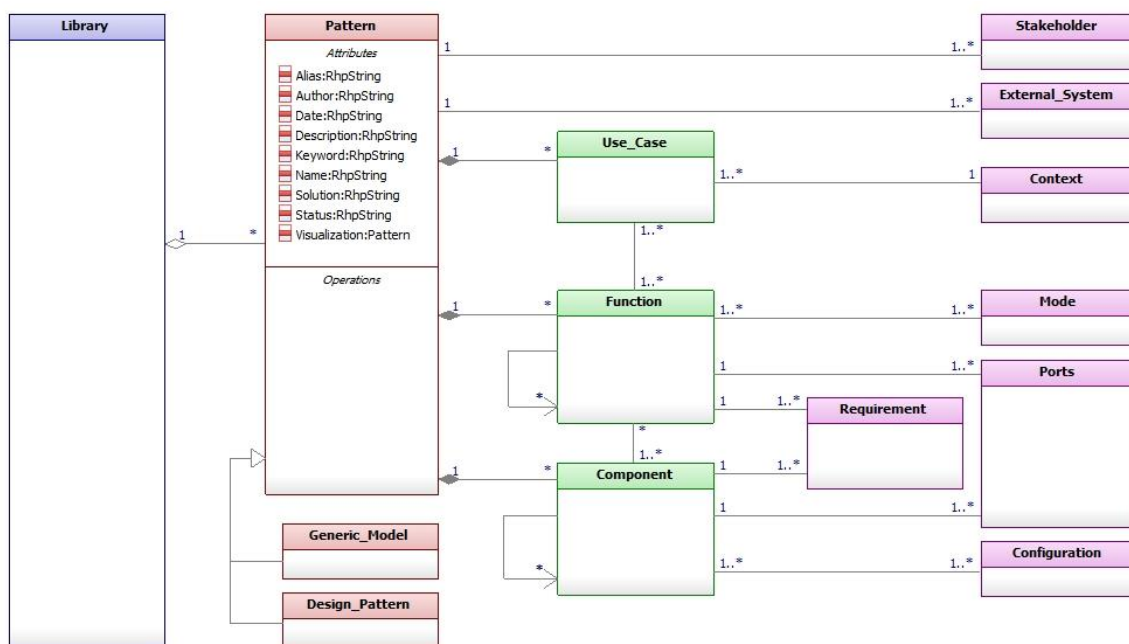 Library
Pattern
Attributes
Alias:RhpString
Author:RhpString
Date:RhpString
Description:RhpString
Keyword:RhpString
Name:RhpString
Solution:RhpString
Status:RhpString
Visualization:Pattern
Operations
1 *
1 1..*
Stakeholder
1 1..*
External_System
1 *
Use_Case
1..* 1
Context
1..*
1..*
1 *
Function
*
1..* 1..*
Mode
1 1..*
Ports
1 1..*
Requirement
*
1..*
1 *
Component
*
1 1..*
1 1..*
1..* 1..*
Configuration
Generic_Model
Design_Pattern